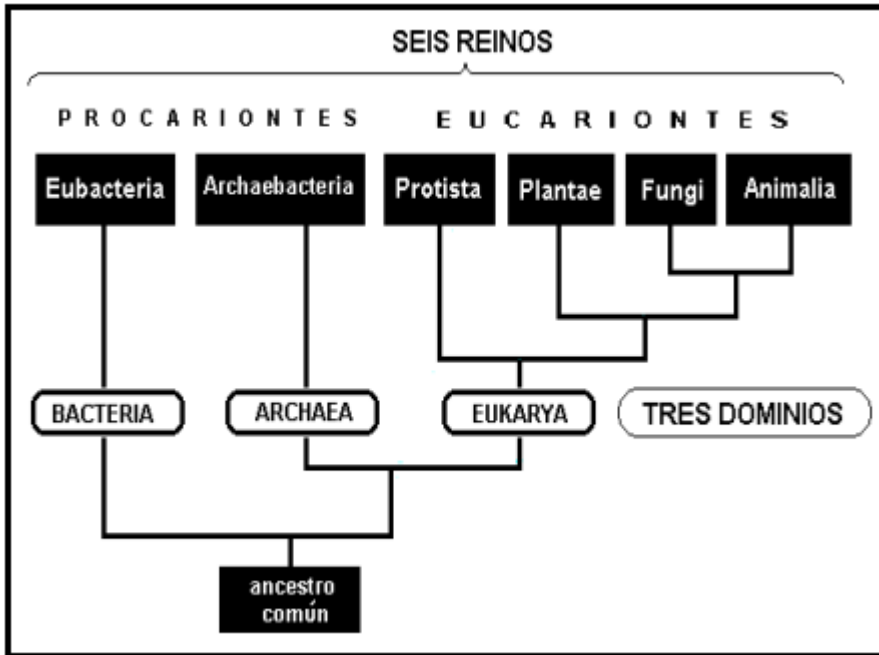 SEIS REINOS
PROCARIONTES
EUCARIONTES
Eubacteria
Archaebacteria
Protista
Plantae
Fungi
Animalia
BACTERIA
ARCHAEA
EUKARYA
TRES DOMINIOS
ancestro
común